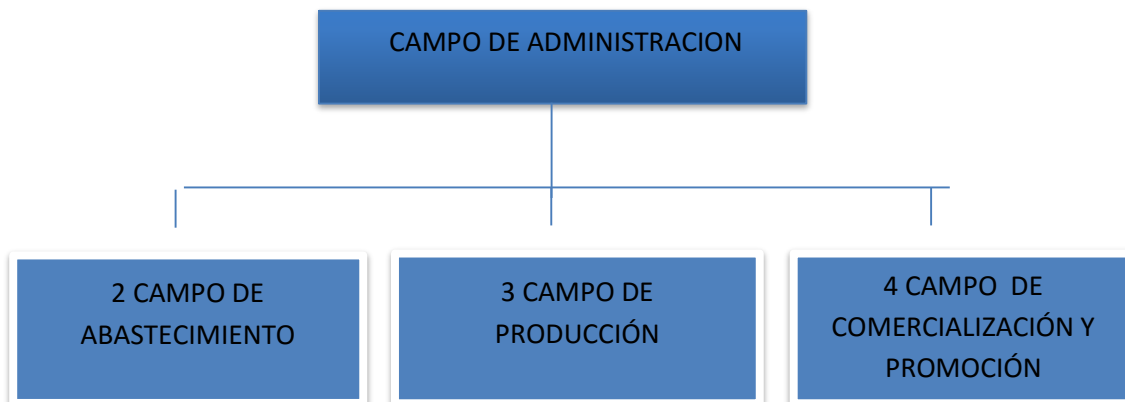 CAMPO DE ADMINISTRACION
2 CAMPO DE
ABASTECIMIENTO
3 CAMPO DE
PRODUCCIÓN
4 CAMPO DE
COMERCIALIZACIÓN Y
PROMOCIÓN